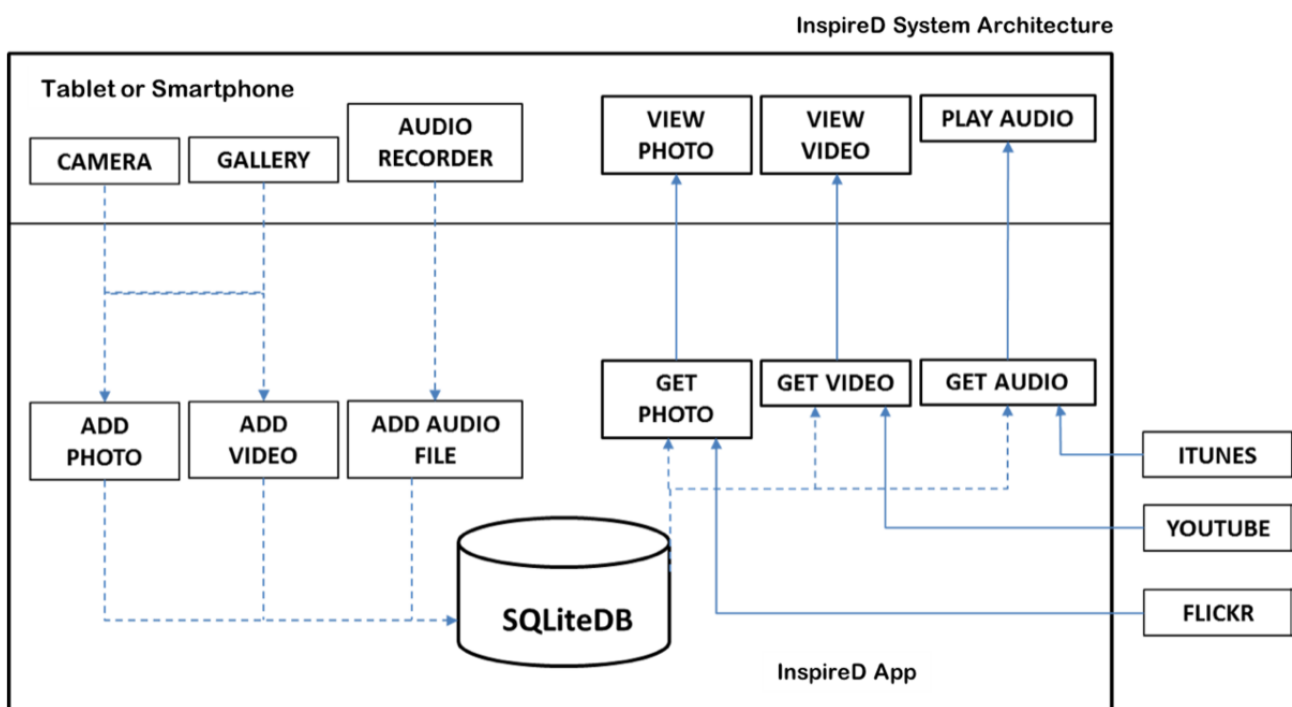 InspireD System Architecture
Tablet or Smartphone
CAMERA
GALLERY
AUDIO
RECORDER
VIEW
PHOTO
VIEW
VIDEO
PLAY AUDIO
ADD
PHOTO
ADD
VIDEO
ADD AUDIO
FILE
GET
PHOTO
GET VIDEO
GET AUDIO
ITUNES
YOUTUBE
FLICKR
SQLiteDB
InspireD App